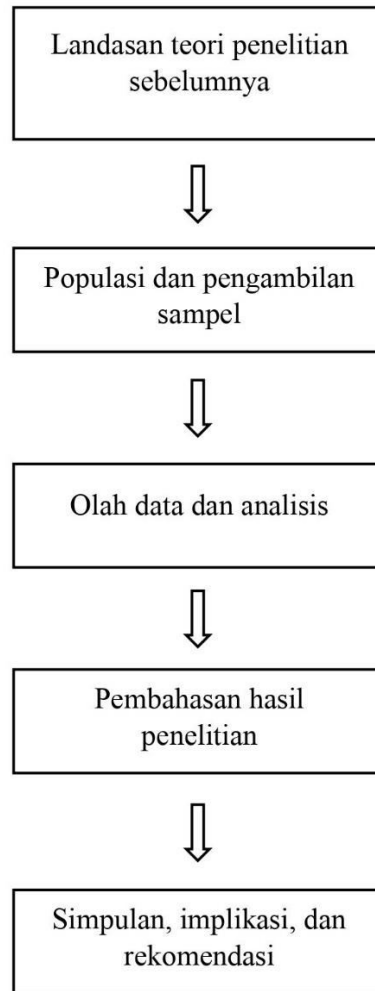 Landasan teori penelitian
sebelumnya
Populasi dan pengambilan
sampel
Olah data dan analisis
Pembahasan hasil
penelitian
Simpulan, implikasi, dan
rekomendasi